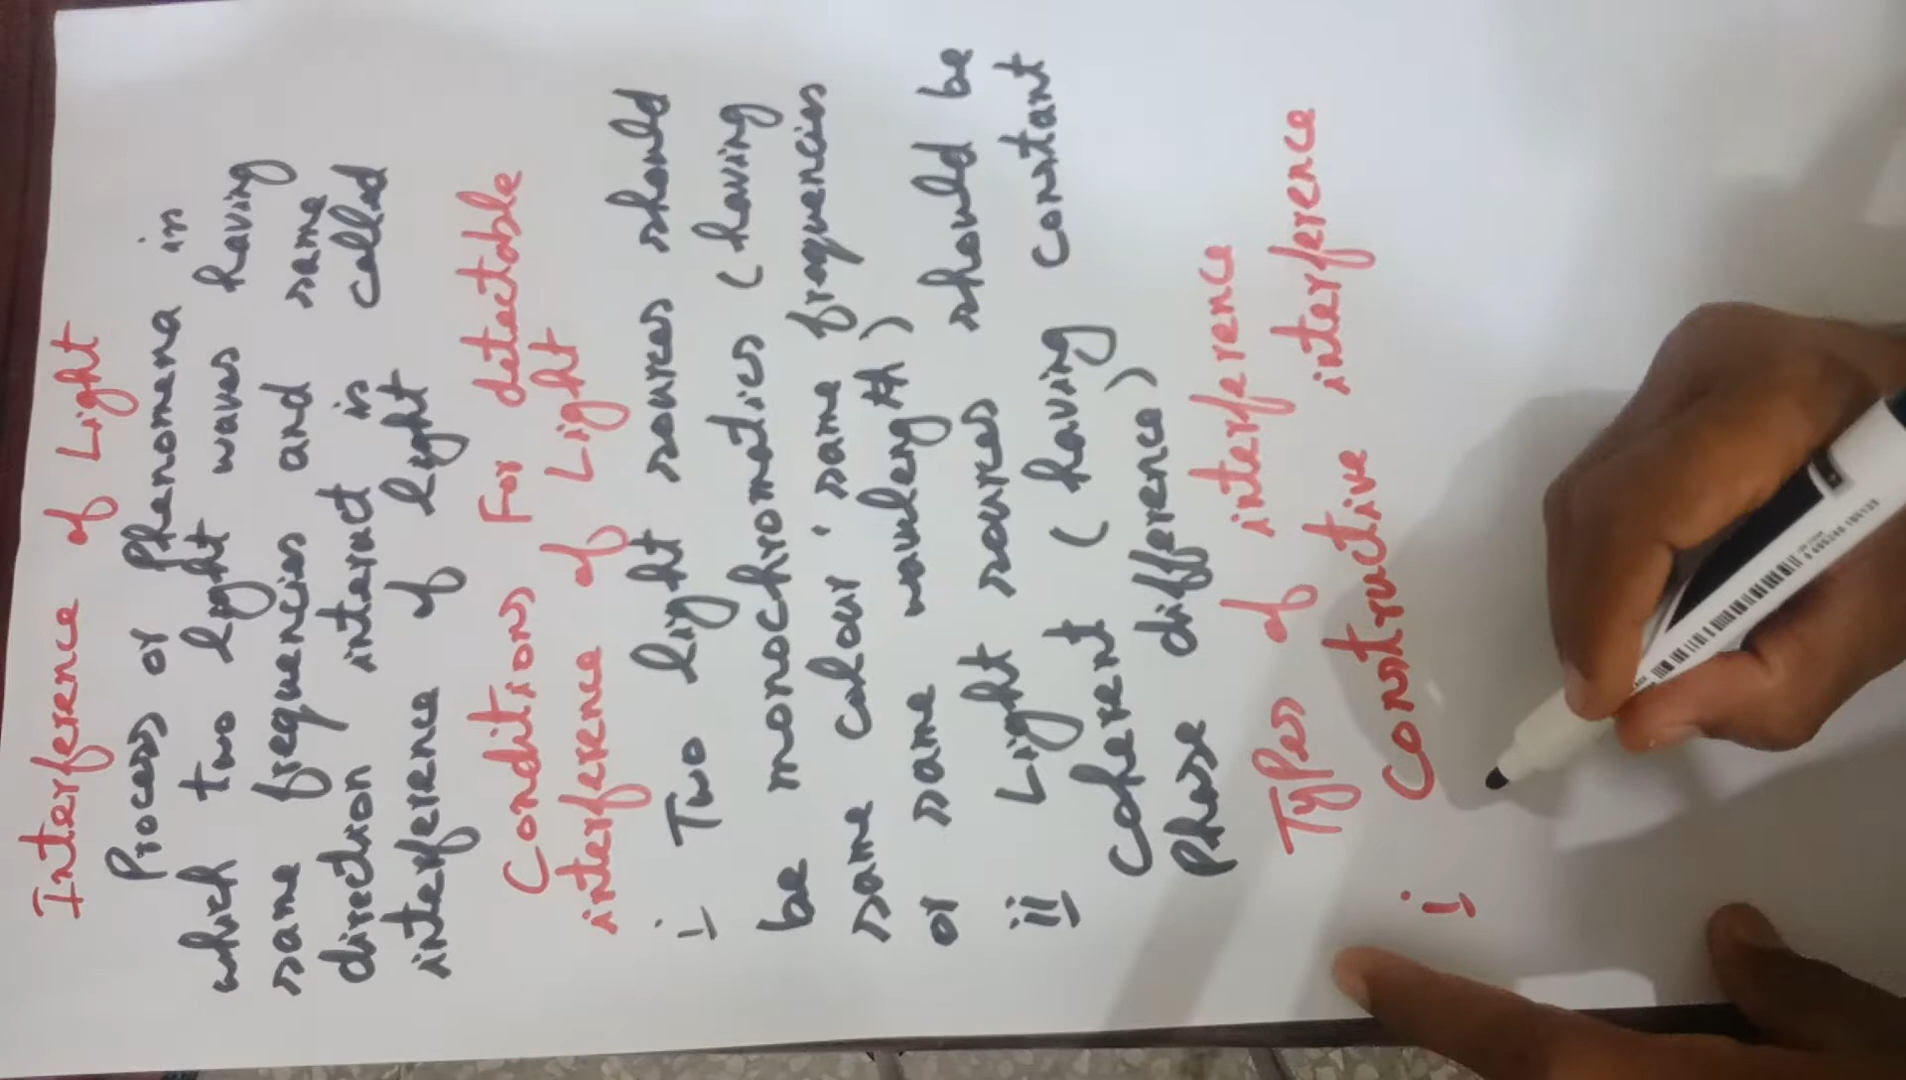 Interference of Light
Process or Phenomena in
which two light waves having
same frequencies and same
direction interact is called
interference of light
Conditions For detectable
interference of Light
i Two light sources should
be monochromatics (having
same colour, same frequencies
or same wavelength)
ii Light sources should be
Coherent (having constant
Phase difference)
Types of interference
i Constructive interference